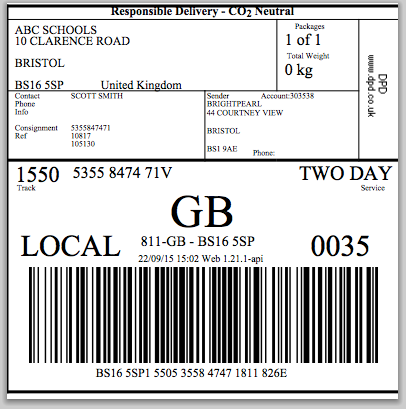 Responsible Delivery - CO2 Neutral
ABC SCHOOLS
10 CLARENCE ROAD
BRISTOL
BS16 5SP United Kingdom
Packages
1 of 1
Total Weight
0 kg
DPD
www.dpd.co.uk
Contact SCOTT SMITH
Phone
Info
Consignment 5355847471
Ref 10817
105130
Sender Account:303538
BRIGHTPEARL
44 COURTNEY VIEW
BRISTOL
BS1 9AE Phone:
1550 5355 8474 71V TWO DAY
Track Service
GB
LOCAL 811-GB - BS16 5SP 0035
22/09/15 15:02 Web 1.21.1-api
BS16 5SP1 5505 3558 4747 1811 826E